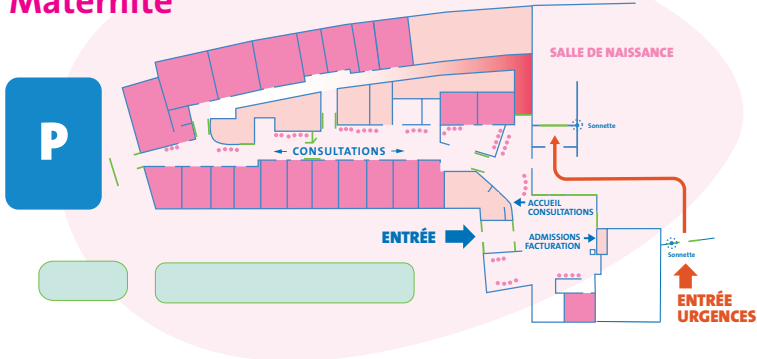 Maternité
SALLE DE NAISSANCE
P
Sonnette
CONSULTATIONS
ACCUEIL
CONSULTATIONS
ENTRÉE
ADMISSIONS
FACTURATION
Sonnette
ENTRÉE
URGENCES